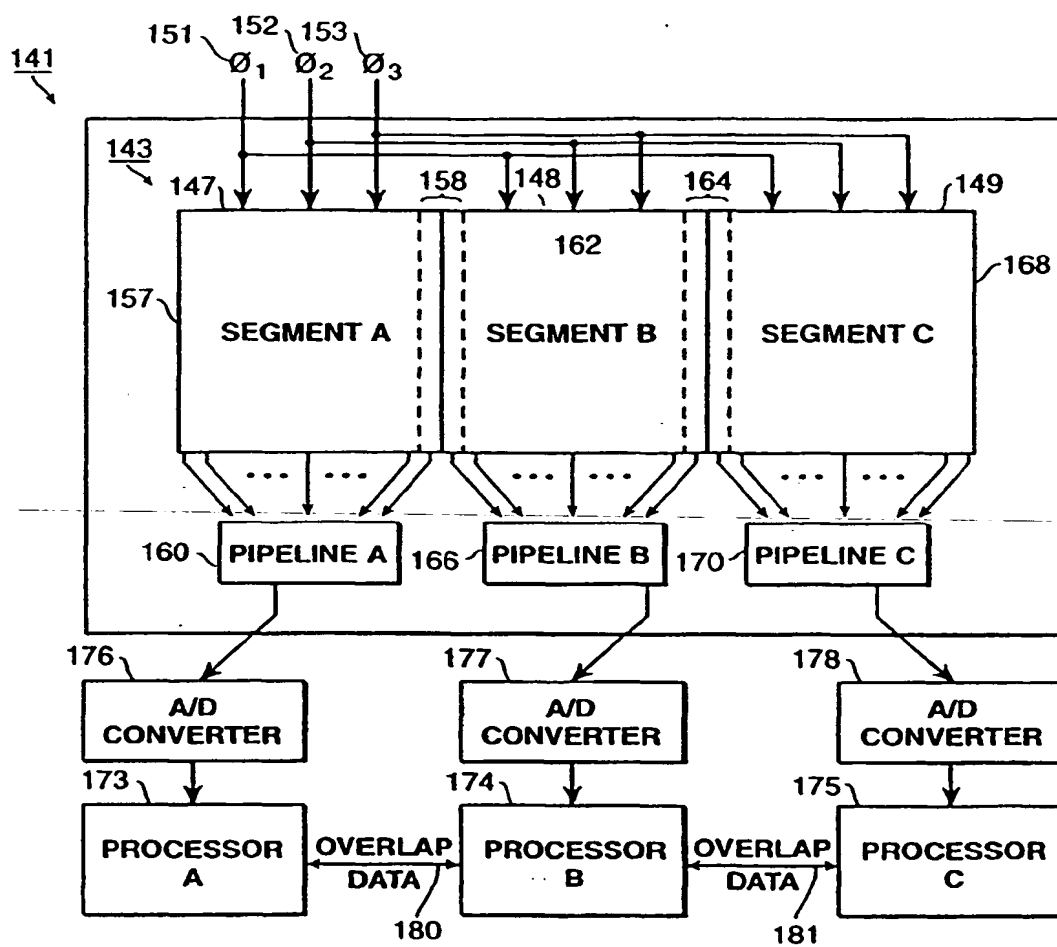 151
152
153
Ø1
Ø2
Ø3
141
143
147
158
148
164
149
162
157
168
SEGMENT A
SEGMENT B
SEGMENT C
... ...
... ...
... ...
160
PIPELINE A
166
PIPELINE B
170
PIPELINE C
176
177
178
A/D
CONVERTER
A/D
CONVERTER
A/D
CONVERTER
173
174
175
PROCESSOR
A
OVERLAP
DATA
180
PROCESSOR
B
OVERLAP
DATA
181
PROCESSOR
C